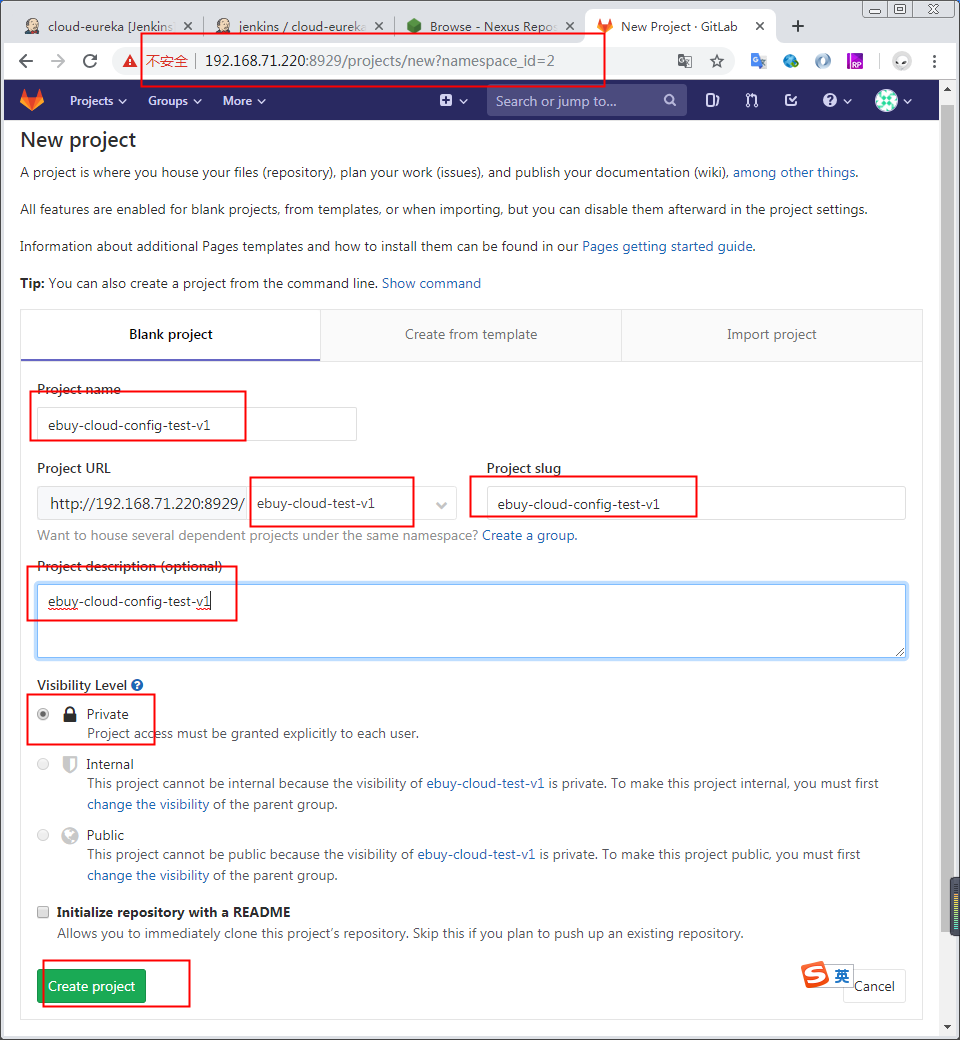 cloud-eureka [Jenkins
jenkins / cloud-eureka
Browse - Nexus Repos
New Project · GitLab
不安全 192.168.71.220:8929/projects/new?namespace_id=2
RP
Projects Groups More Search or jump to...
New project
A project is where you house your files (repository), plan your work (issues), and publish your documentation (wiki), among other things.
All features are enabled for blank projects, from templates, or when importing, but you can disable them afterward in the project settings.
Information about additional Pages templates and how to install them can be found in our Pages getting started guide.
Tip: You can also create a project from the command line. Show command
Blank project Create from template Import project
Project name
ebuy-cloud-config-test-v1
Project URL Project slug
http://192.168.71.220:8929/ ebuy-cloud-test-v1 ebuy-cloud-config-test-v1
Want to house several dependent projects under the same namespace? Create a group.
Project description (optional)
ebuy-cloud-config-test-v1
Visibility Level
Private
Project access must be granted explicitly to each user.
Internal
This project cannot be internal because the visibility of ebuy-cloud-test-v1 is private. To make this project internal, you must first
change the visibility of the parent group.
Public
This project cannot be public because the visibility of ebuy-cloud-test-v1 is private. To make this project public, you must first
change the visibility of the parent group.
Initialize repository with a README
Allows you to immediately clone this project's repository. Skip this if you plan to push up an existing repository.
Create project S 英 Cancel